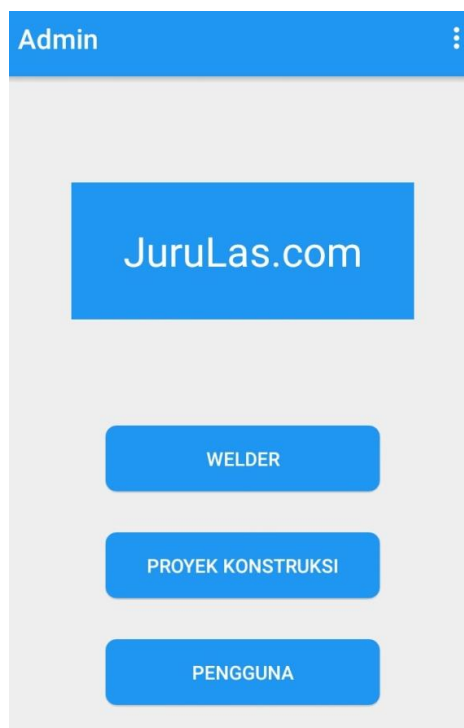 Admin
JuruLas.com
WELDER
PROYEK KONSTRUKSI
PENGGUNA